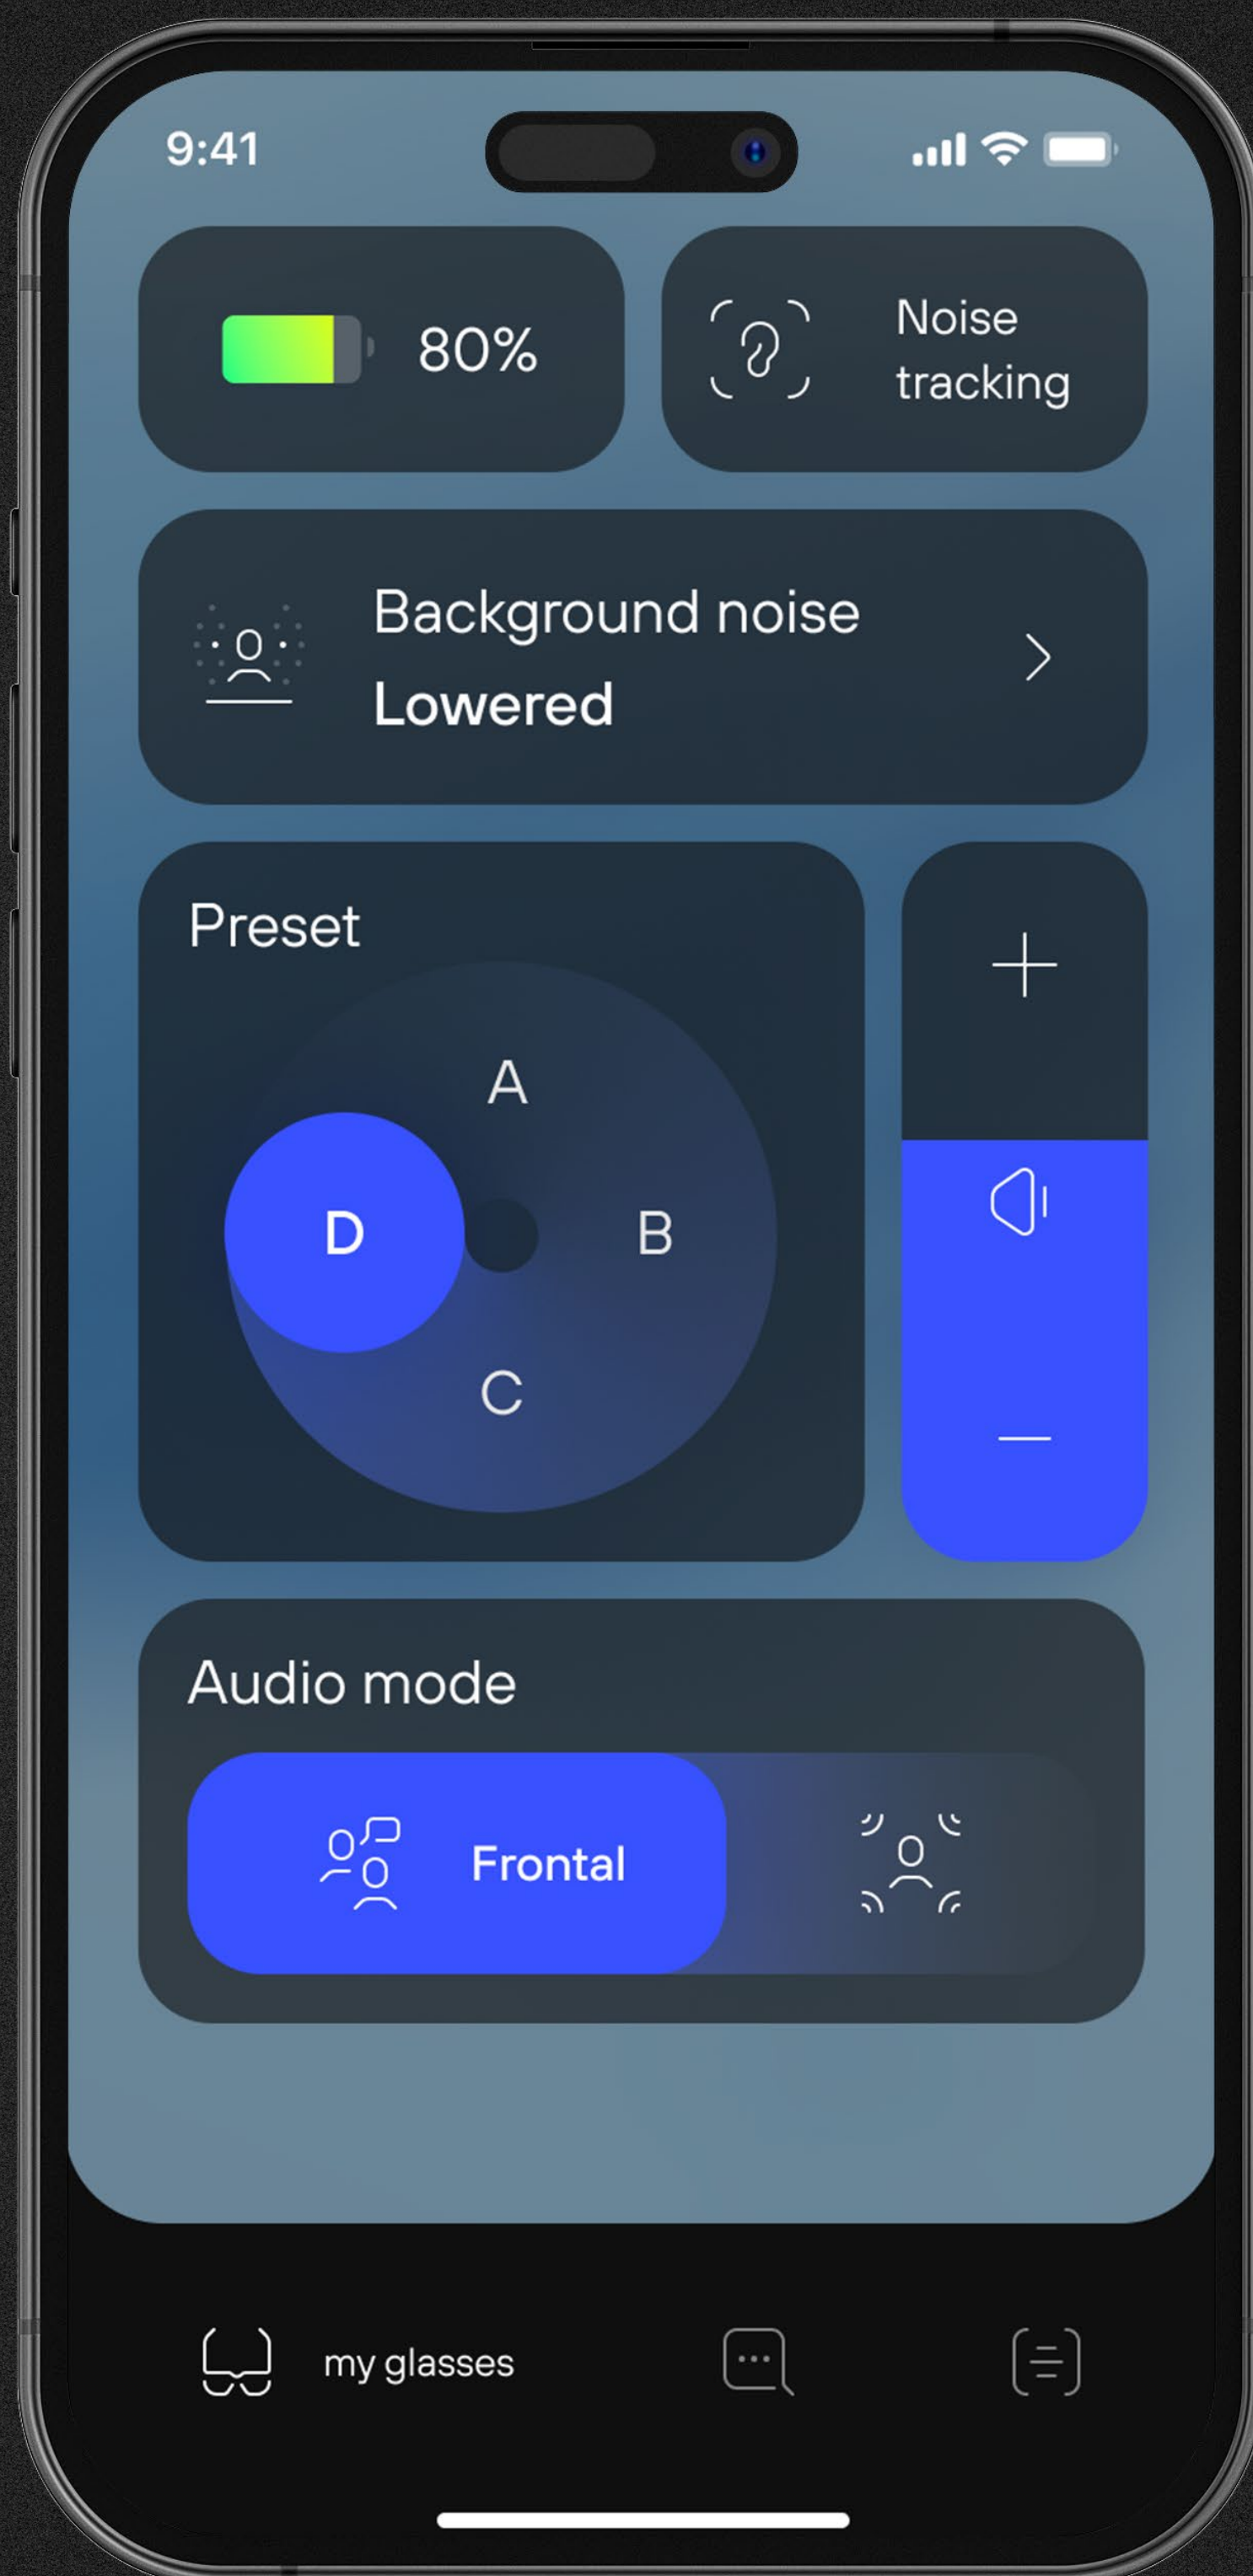 9:41
80%
Noise
tracking
Background noise
Lowered
Preset
A
D
B
C
Audio mode
Frontal
my glasses